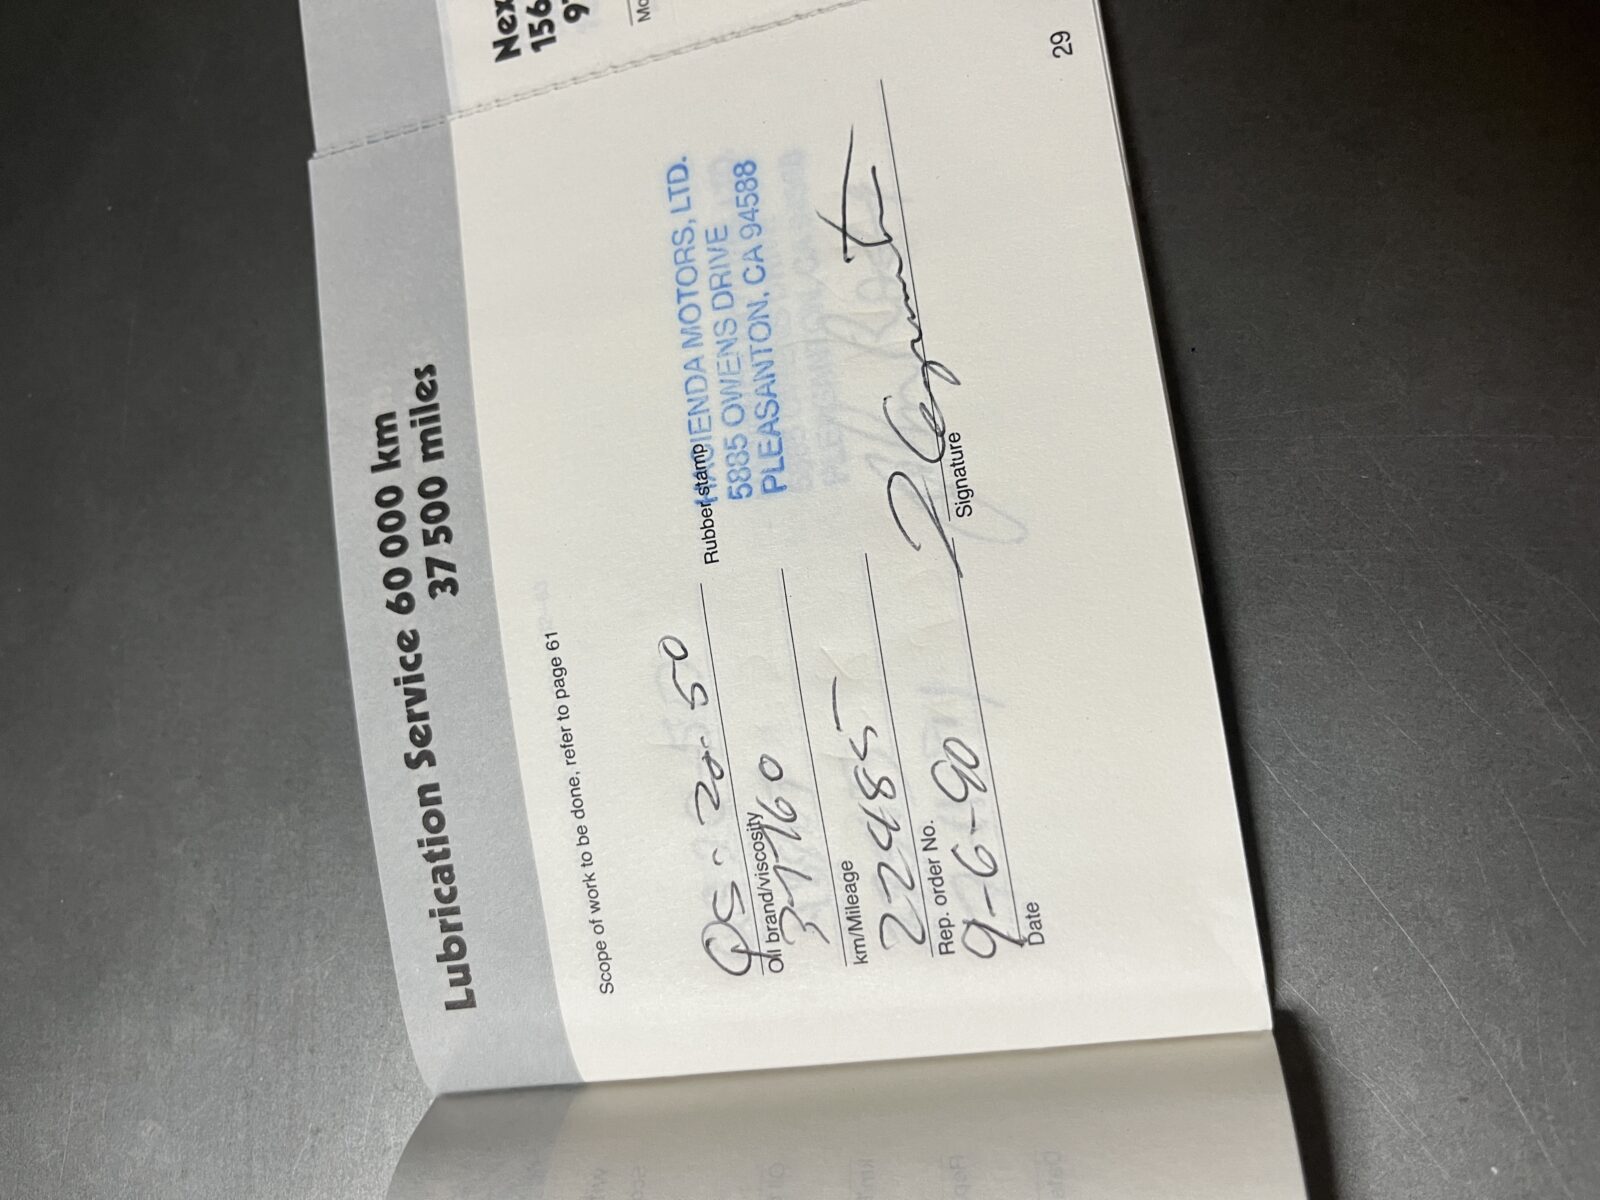 Lubrication Service 60 000 km
37 500 miles
Scope of work to be done, refer to page 61
QS. 20-50
Oil brand/viscosity
37760
km/Mileage
224885
Rep. order No.
9-6-90
Date
Rubber stamp
HACIENDA MOTORS, LTD.
5885 OWENS DRIVE
PLEASANTON, CA 94588
Signature
29